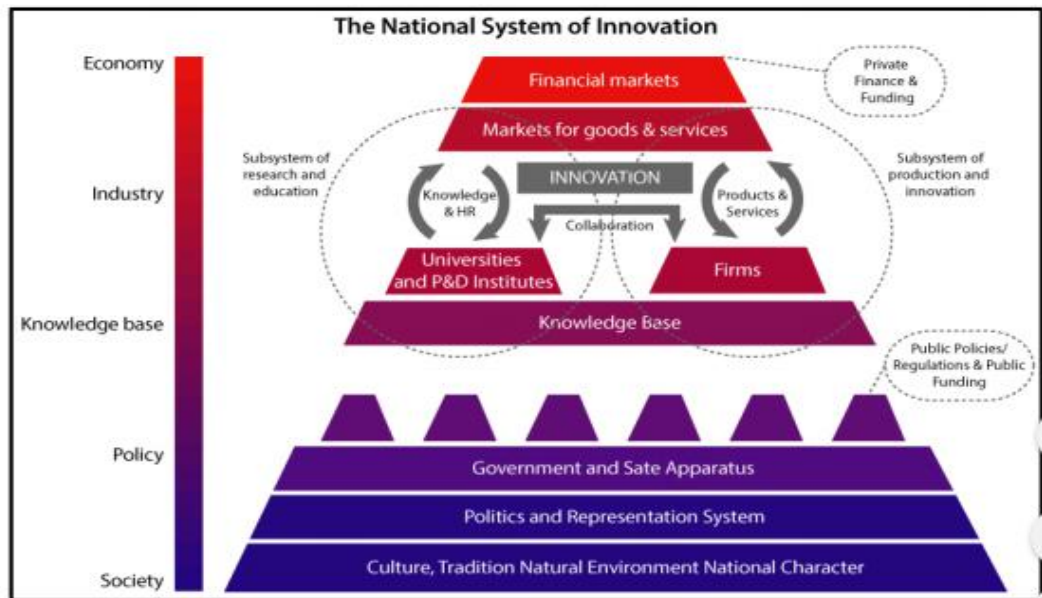 The National System of Innovation
Economy
Financial markets
Private
Finance &
Funding
Markets for goods & services
Subsystem of
research and
education
Subsystem of
production and
innovation
Industry
INNOVATION
Knowledge
& HR
Products &
Services
Collaboration
Universities
and P&D Institutes
Firms
Knowledge base
Knowledge Base
Public Policies/
Regulations & Public
Funding
Policy
Government and Sate Apparatus
Politics and Representation System
Society
Culture, Tradition Natural Environment National Character